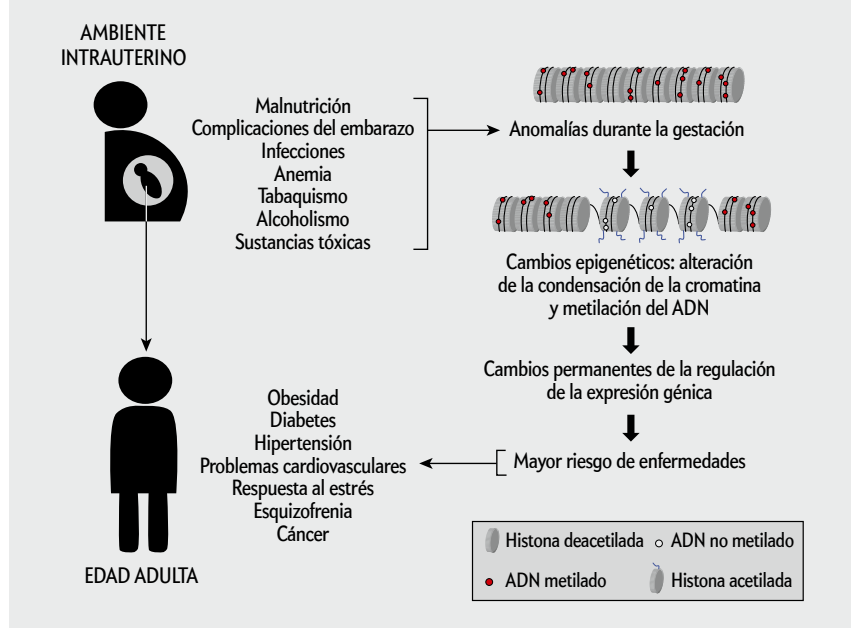 AMBIENTE
INTRAUTERINO
Malnutrición
Complicaciones del embarazo
Infecciones
Anemia
Tabaquismo
Alcoholismo
Sustancias tóxicas
Anomalías durante la gestación
Cambios epigenéticos: alteración
de la condensación de la cromatina
y metilación del ADN
Cambios permanentes de la regulación
de la expresión génica
Mayor riesgo de enfermedades
Obesidad
Diabetes
Hipertensión
Problemas cardiovasculares
Respuesta al estrés
Esquizofrenia
Cáncer
EDAD ADULTA
Histona deacetilada
ADN no metilado
ADN metilado
Histona acetilada